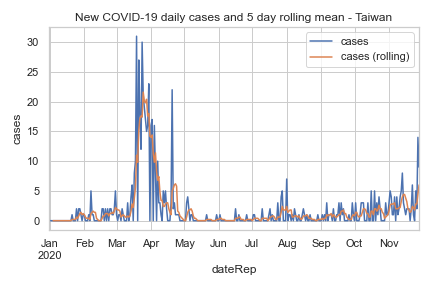 New COVID-19 daily cases and 5 day rolling mean - Taiwan
cases
cases (rolling)
cases
30
25
20
15
10
5
0
Jan Feb Mar Apr May Jun Jul Aug Sep Oct Nov
2020
dateRep